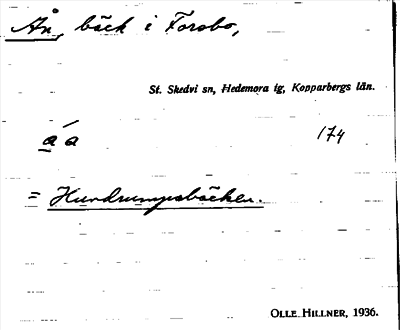 Ån, bäck i Forsbo,
St. Skedvi sn, Hedemora tg, Kopparbergs län.
a´a 174
= Hundrumpsbäcken.
OLLE HILLNER, 1936.